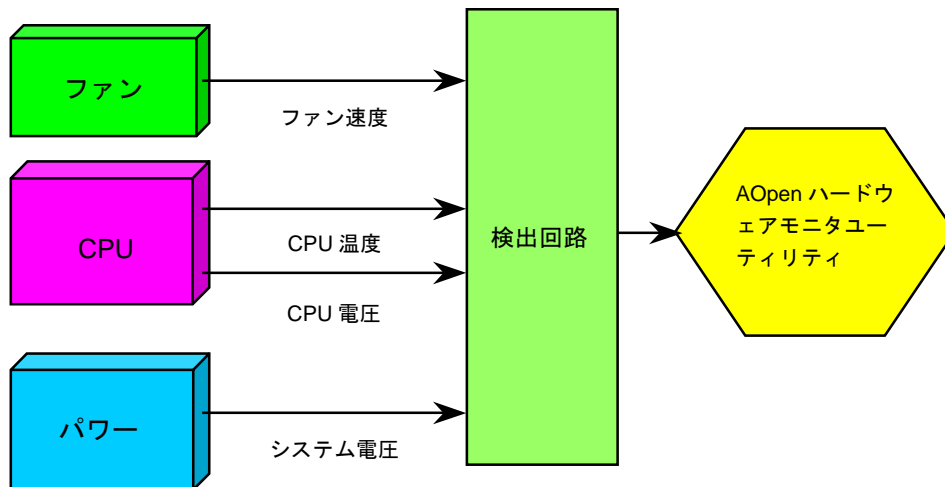 ファン
ファン速度
CPU
CPU 温度
CPU 電圧
パワー
システム電圧
検出回路
AOpen ハードウ
ェアモニタユー
ティリティ